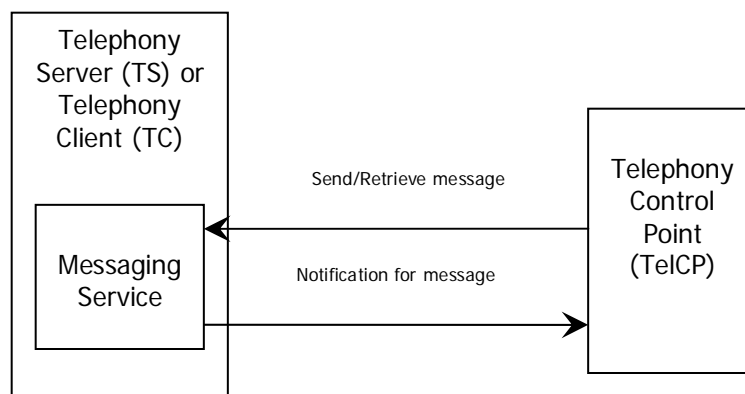 Telephony
Server (TS) or
Telephony
Client (TC)
Messaging
Service
Send/Retrieve message
Notification for message
Telephony
Control
Point
(TelCP)